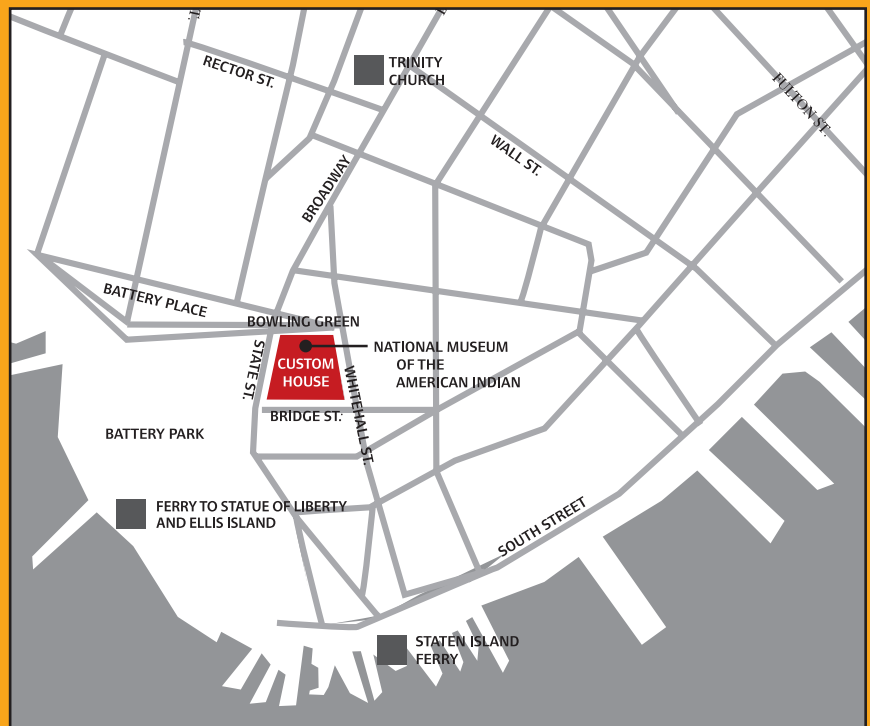 TRINITY
CHURCH
RECTOR ST.
FULTON ST.
WALL ST.
BROADWAY
BATTERY PLACE
BOWLING GREEN
STATE ST.
NATIONAL MUSEUM
OF THE
AMERICAN INDIAN
CUSTOM
HOUSE
WHITEHALL ST.
BRIDGE ST.
BATTERY PARK
FERRY TO STATUE OF LIBERTY
AND ELLIS ISLAND
SOUTH STREET
STATEN ISLAND
FERRY